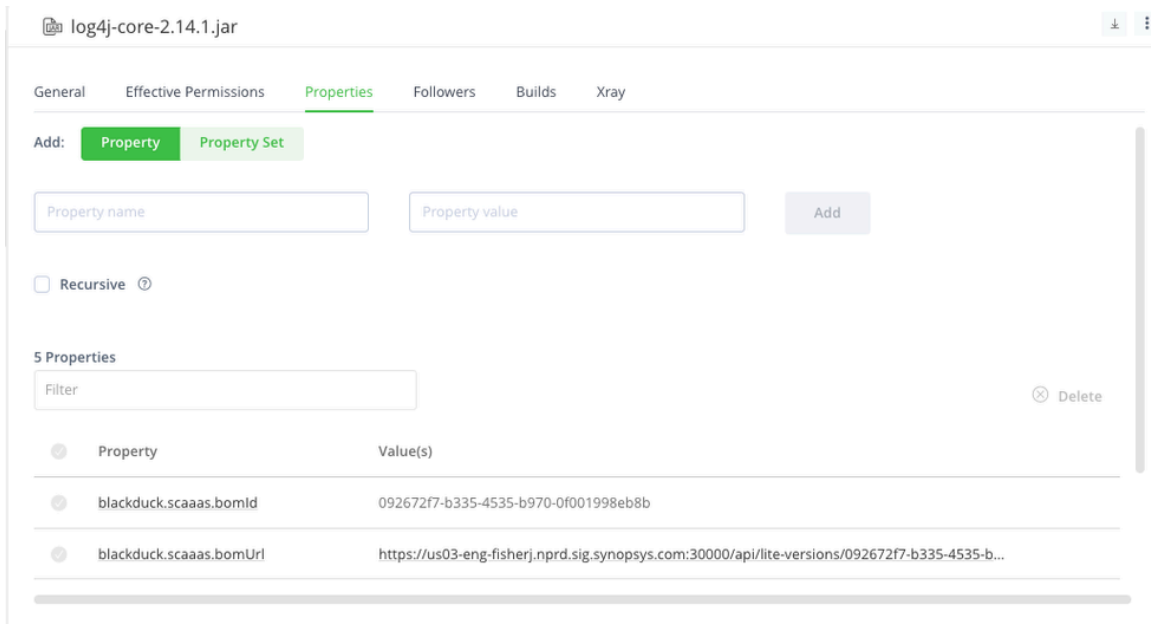 log4j-core-2.14.1.jar
General Effective Permissions Properties Followers Builds Xray
Add: Property Property Set
Property name Property value Add
Recursive ?
5 Properties
Filter
Delete
Property Value(s)
blackduck.scaaas.bomId 092672f7-b335-4535-b970-0f001998eb8b
blackduck.scaaas.bomUrl https://us03-eng-fisherj.nprd.sig.synopsys.com:30000/api/lite-versions/092672f7-b335-4535-b...